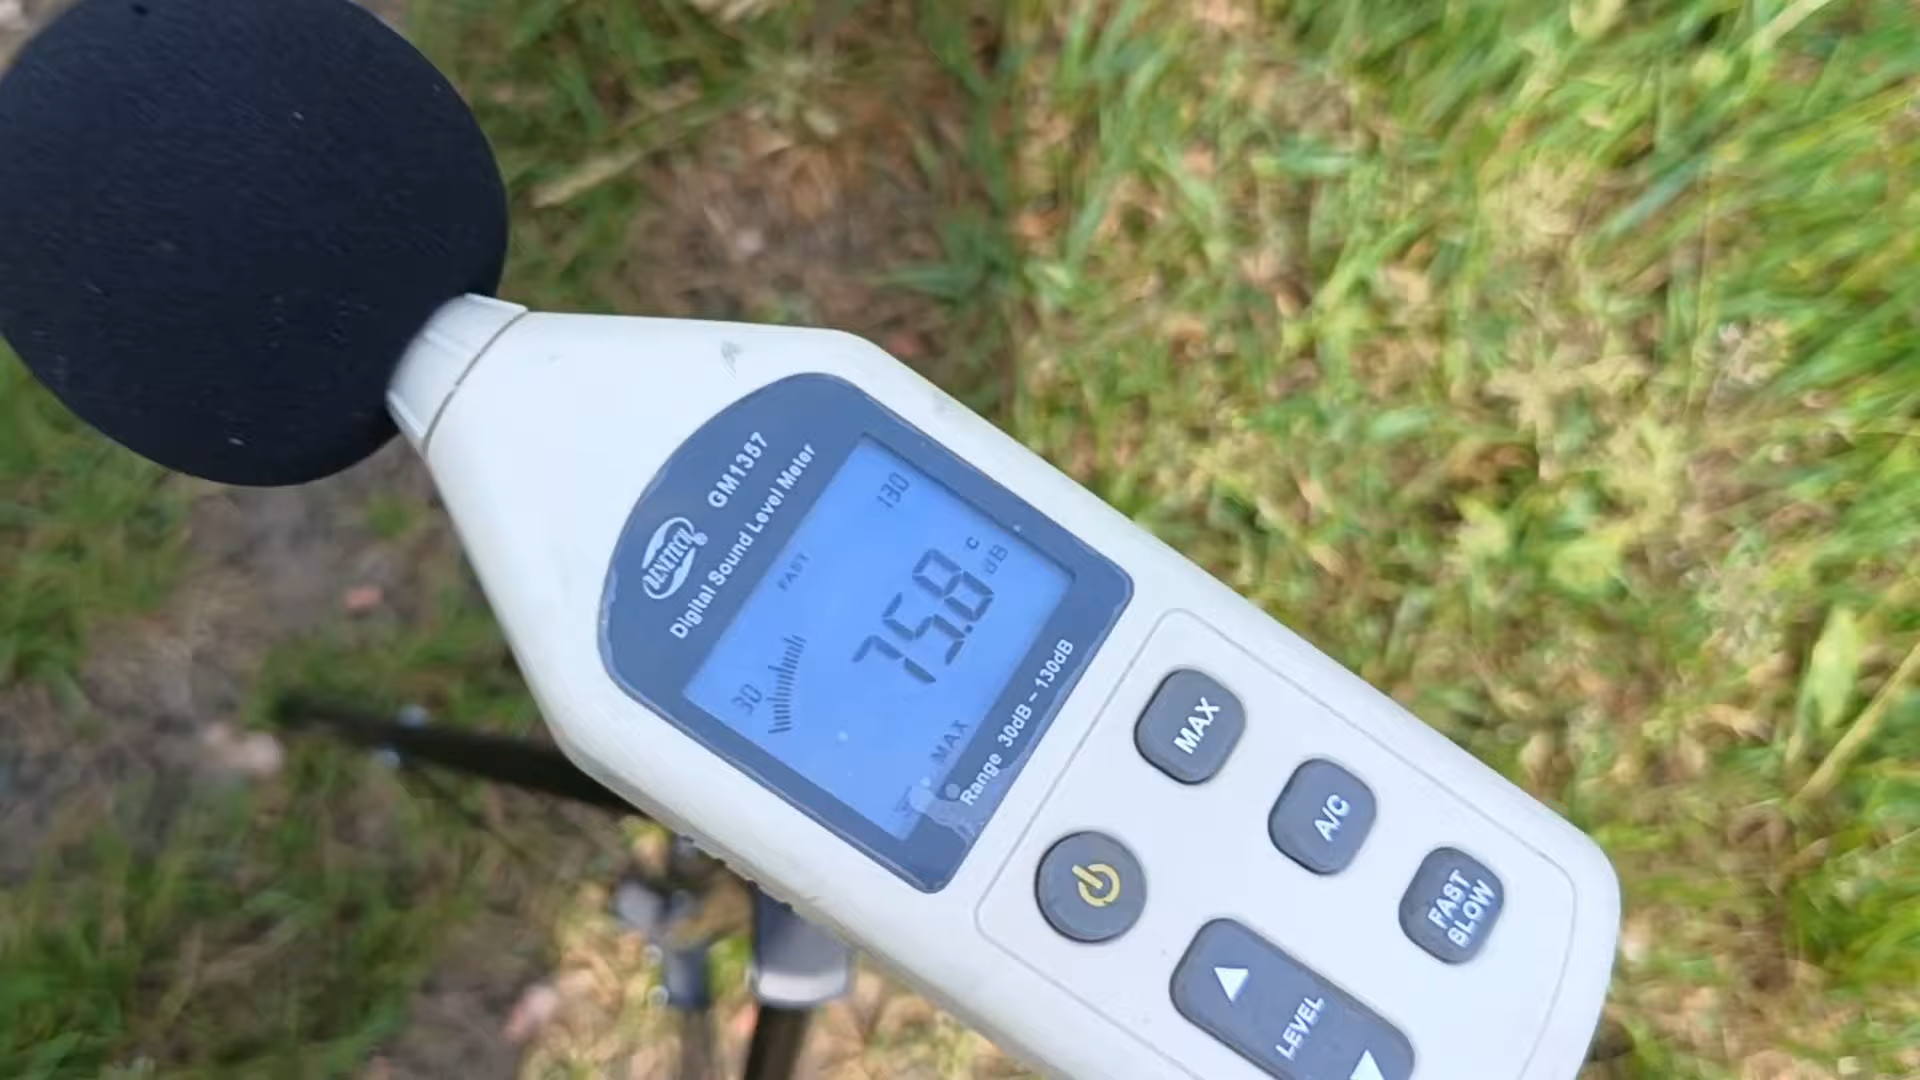 BENETECH®
GM1357
Digital Sound Level Meter
FAST
130
30
75.8
C
dB
MAX
Range 30dB ~ 130dB
MAX
A/C
FAST
SLOW
LEVEL